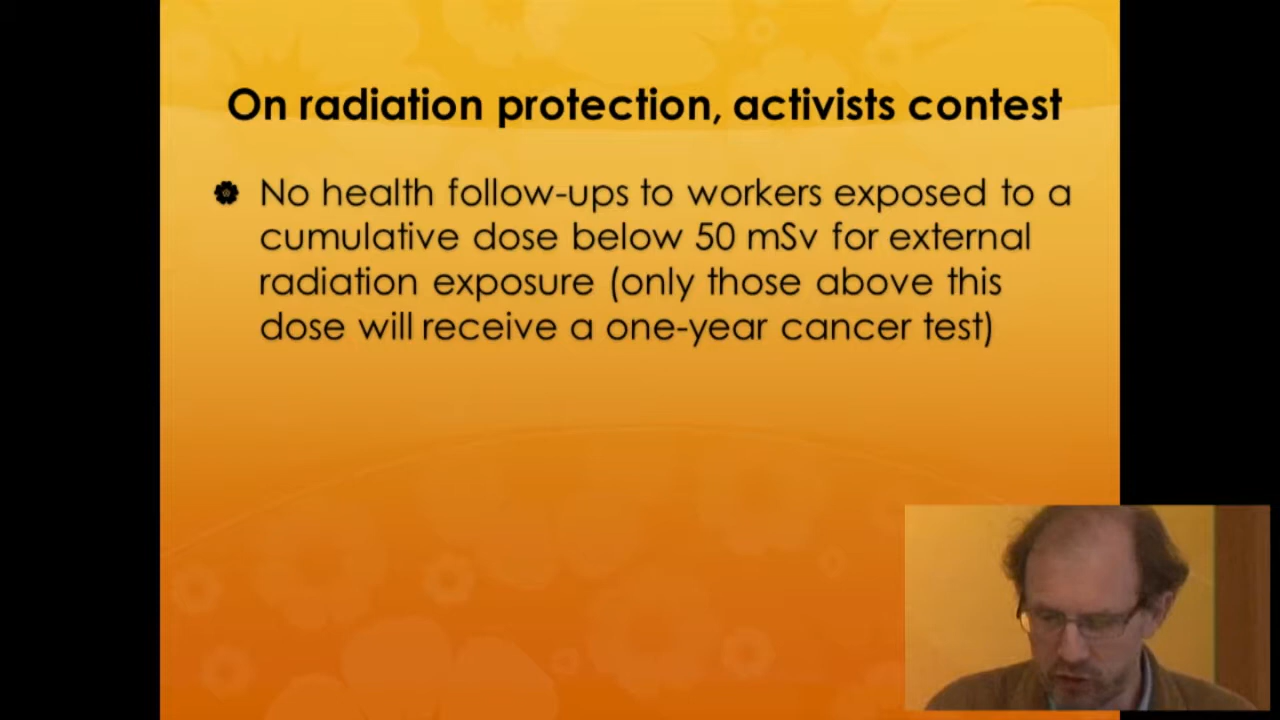 On radiation protection, activists contest
No health follow-ups to workers exposed to a
cumulative dose below 50 mSv for external
radiation exposure (only those above this
dose will receive a one-year cancer test)